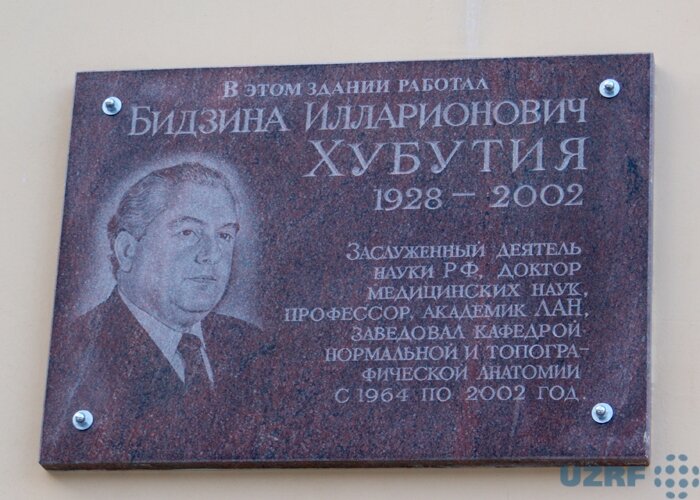 В ЭТОМ ЗДАНИИ РАБОТАЛ
БИДЗИНА ИЛЛАРИОНОВИЧ
ХУБУТИЯ
1928 – 2002
ЗАСЛУЖЕННЫЙ ДЕЯТЕЛЬ
НАУКИ РФ, ДОКТОР
МЕДИЦИНСКИХ НАУК,
ПРОФЕССОР, АКАДЕМИК ЛАН,
ЗАВЕДОВАЛ КАФЕДРОЙ
НОРМАЛЬНОЙ И ТОПОГРА-
ФИЧЕСКОЙ АНАТОМИИ
С 1964 ПО 2002 ГОД.
UZRF